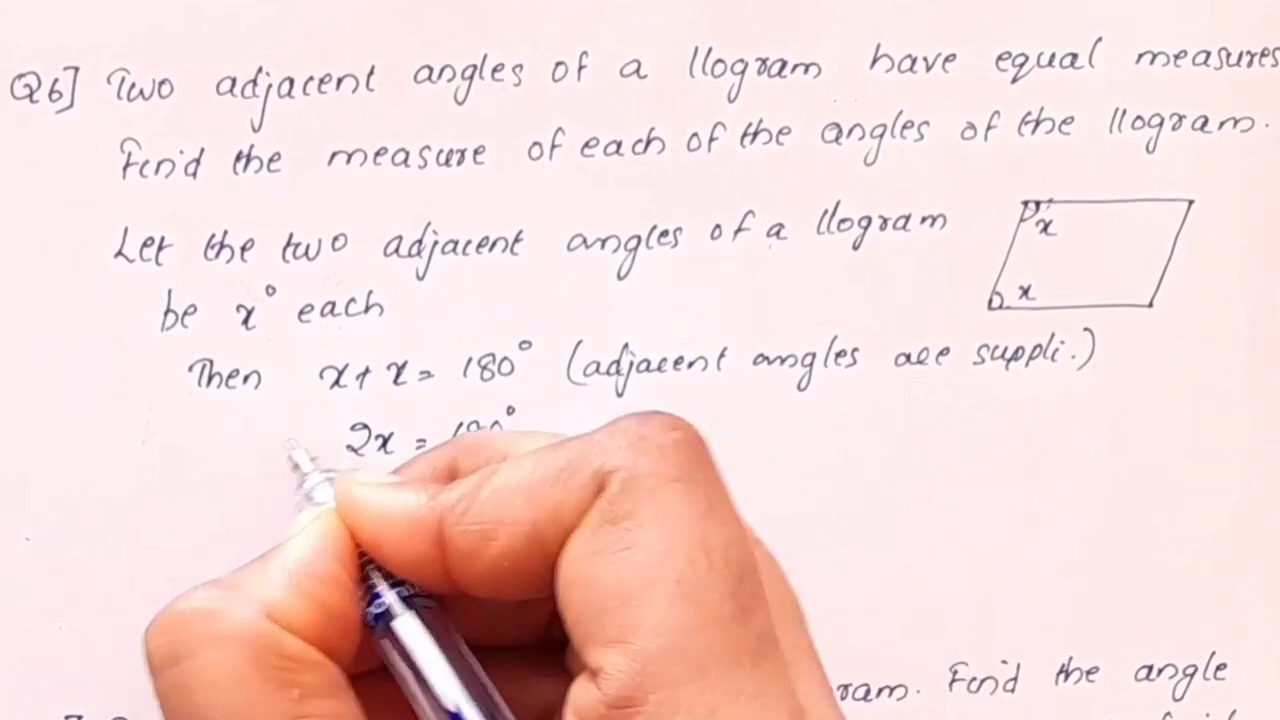 Q6] Two adjacent angles of a llogram have equal measures
Find the measure of each of the angles of the llogram.
Let the two adjacent angles of a llogram
be x° each
x
x
Then x + x = 180° (adjacent angles are suppli.)
2x = 180°
ram. Find the angle